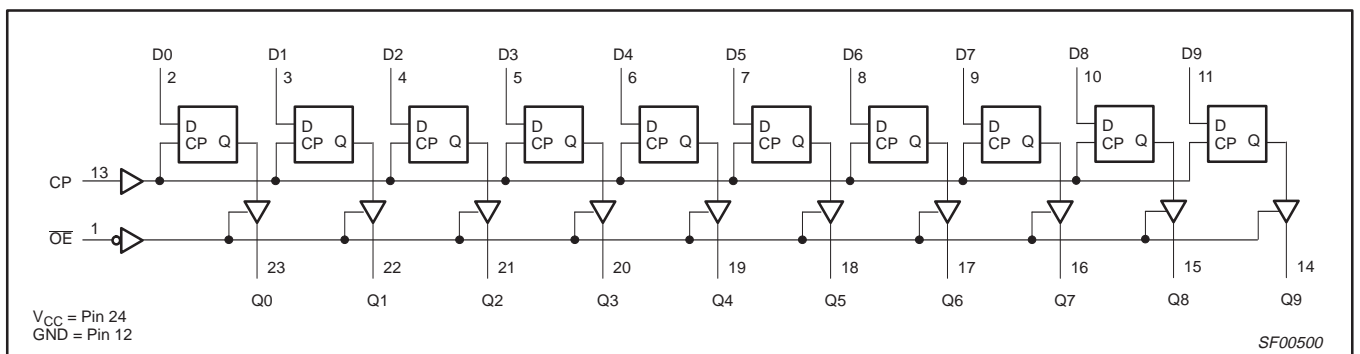 D0 D1 D2 D3 D4 D5 D6 D7 D8 D9
2 3 4 5 6 7 8 9 10 11
D D D D D D D D D D
CP Q CP Q CP Q CP Q CP Q CP Q CP Q CP Q CP Q CP Q
CP 13
OE 1
23 22 21 20 19 18 17 16 15 14
Q0 Q1 Q2 Q3 Q4 Q5 Q6 Q7 Q8 Q9
VCC = Pin 24
GND = Pin 12
SF00500